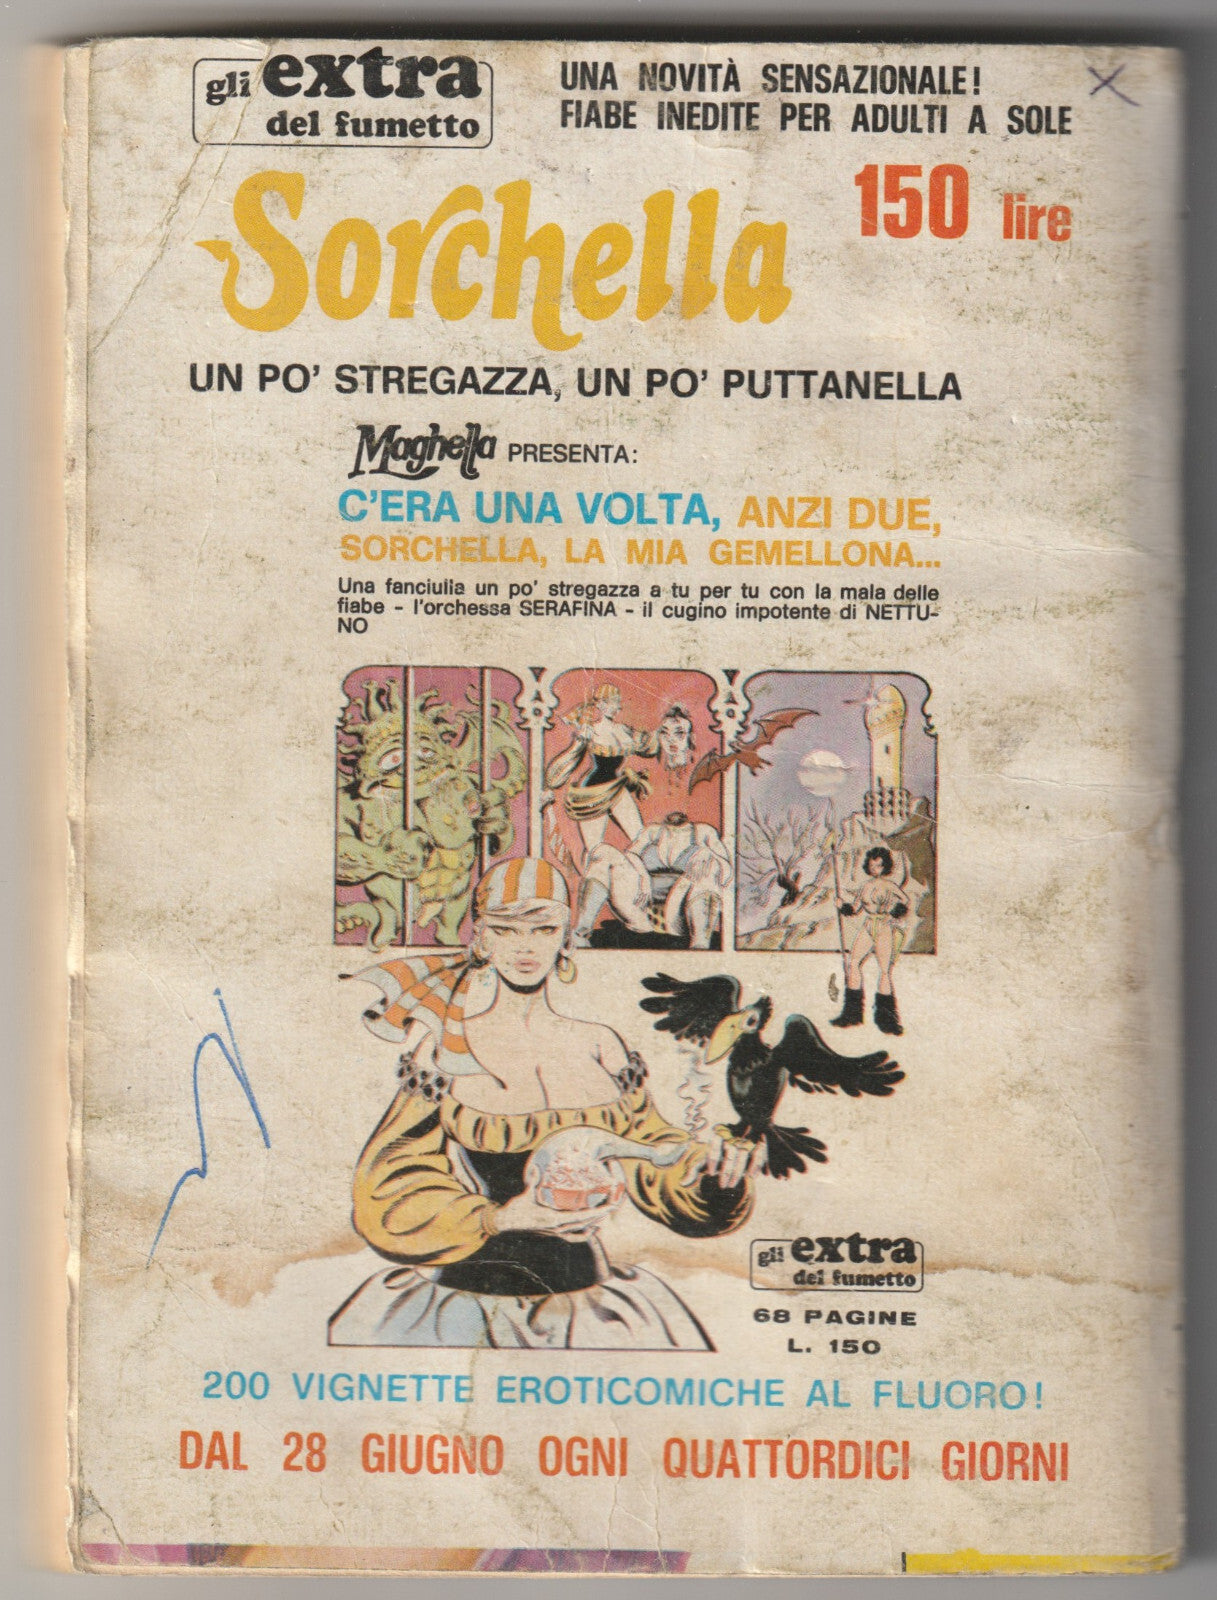 gli extra
del fumetto
UNA NOVITÀ SENSAZIONALE!
FIABE INEDITE PER ADULTI A SOLE
150 lire
Sorchella
UN PO' STREGAZZA, UN PO' PUTTANELLA
Maghella PRESENTA:
C'ERA UNA VOLTA, ANZI DUE,
SORCHELLA, LA MIA GEMELLONA...
Una fanciulla un po' stregazza a tu per tu con la mala delle
fiabe - l'orchessa SERAFINA - il cugino impotente di NETTU-
NO
gli extra
del fumetto
68 PAGINE
L. 150
200 VIGNETTE EROTICOMICHE AL FLUORO!
DAL 28 GIUGNO OGNI QUATTORDICI GIORNI